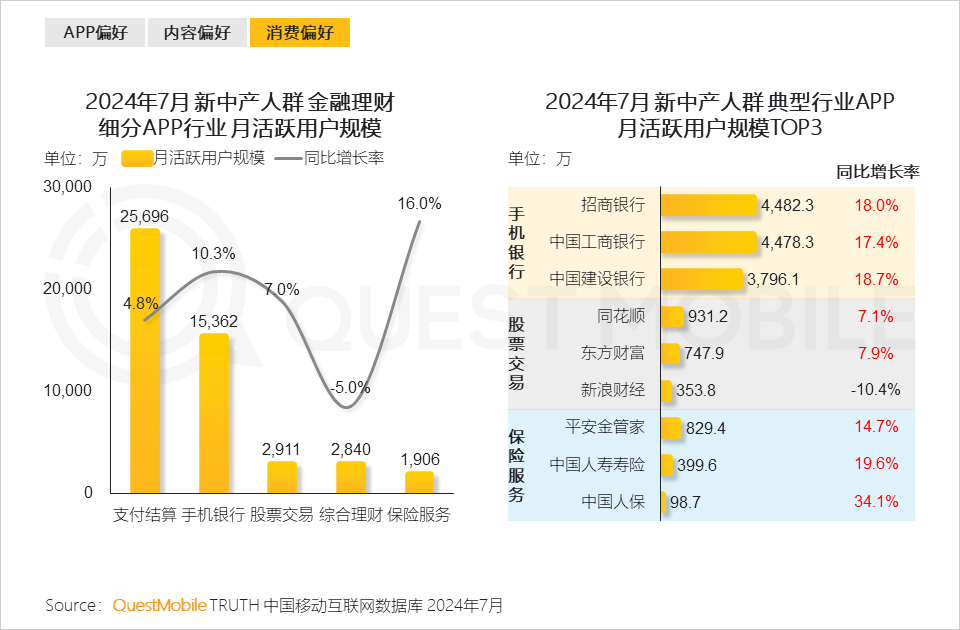 APP偏好 内容偏好 消费偏好
2024年7月 新中产人群 金融理财
细分APP行业 月活跃用户规模
单位：万 月活跃用户规模 同比增长率
30,000
20,000
10,000
0
25,696
15,362
2,911
2,840
1,906
4.8%
10.3%
7.0%
-5.0%
16.0%
支付结算 手机银行 股票交易 综合理财 保险服务
2024年7月 新中产人群 典型行业APP
月活跃用户规模TOP3
单位：万
同比增长率
手机银行
招商银行 4,482.3 18.0%
中国工商银行 4,478.3 17.4%
中国建设银行 3,796.1 18.7%
股票交易
同花顺 931.2 7.1%
东方财富 747.9 7.9%
新浪财经 353.8 -10.4%
保险服务
平安金管家 829.4 14.7%
中国人寿寿险 399.6 19.6%
中国人保 98.7 34.1%
QUEST MOBILE
Source：QuestMobile TRUTH 中国移动互联网数据库 2024年7月